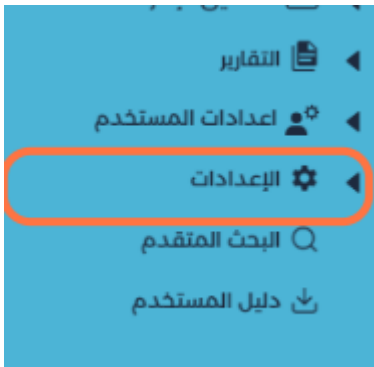 التقارير
اعدادات المستخدم
الإعدادات
البحث المتقدم
دليل المستخدم